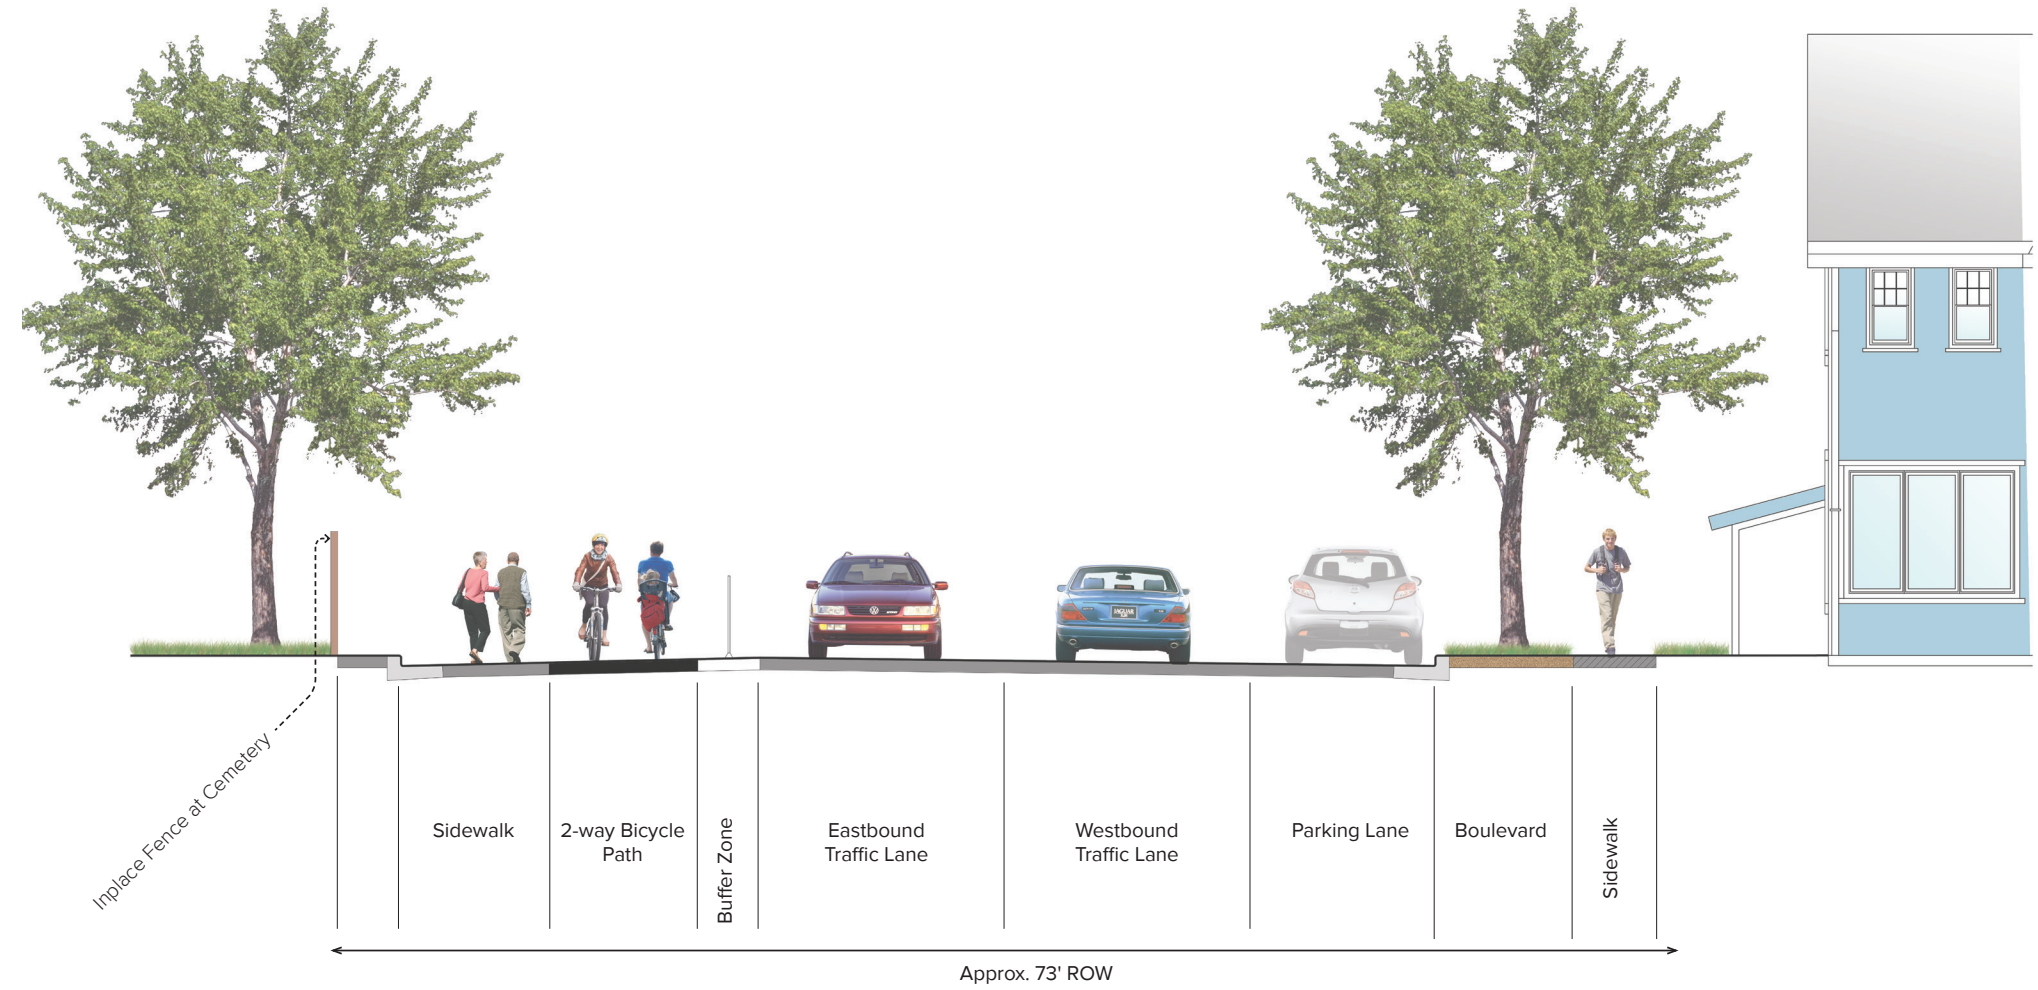 Inplace Fence at Cemetery
Sidewalk
2-way Bicycle
Path
Buffer Zone
Eastbound
Traffic Lane
Westbound
Traffic Lane
Parking Lane
Boulevard
Sidewalk
Approx. 73' ROW
JAGUAR